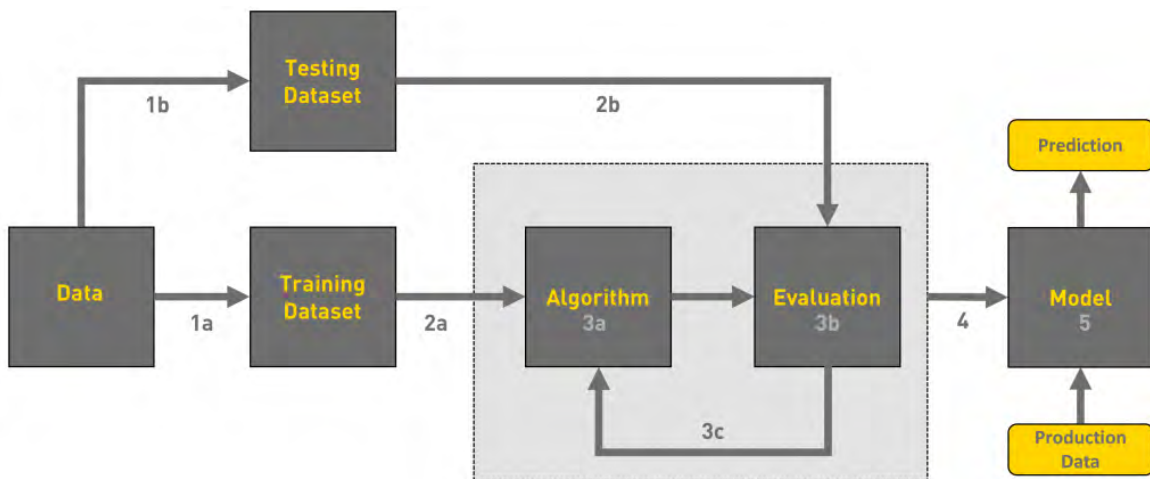 Testing
Dataset
1b
2b
Prediction
Data
Training
Dataset
Algorithm
3a
Evaluation
3b
Model
5
1a
2a
4
3c
Production
Data